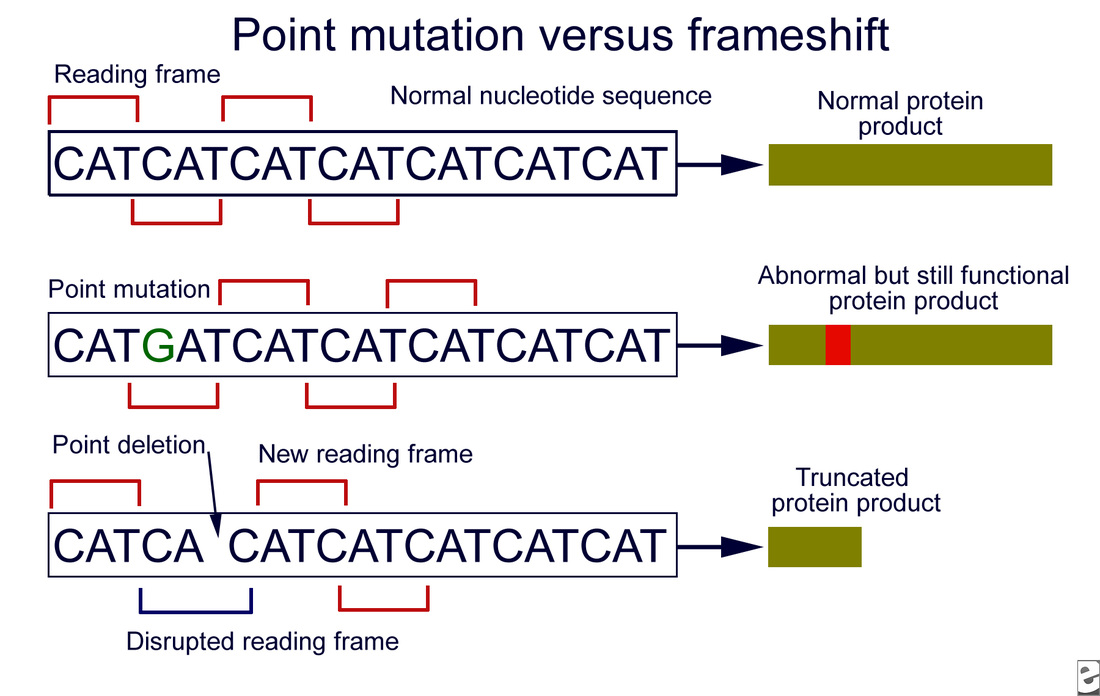 Point mutation versus frameshift
Reading frame
Normal nucleotide sequence
Normal protein
product
CATCATCATCATCATCATCAT
Point mutation
Abnormal but still functional
protein product
CATGATCATCATCATCATCAT
Point deletion
New reading frame
Truncated
protein product
CATCA CATCATCATCATCAT
Disrupted reading frame
e